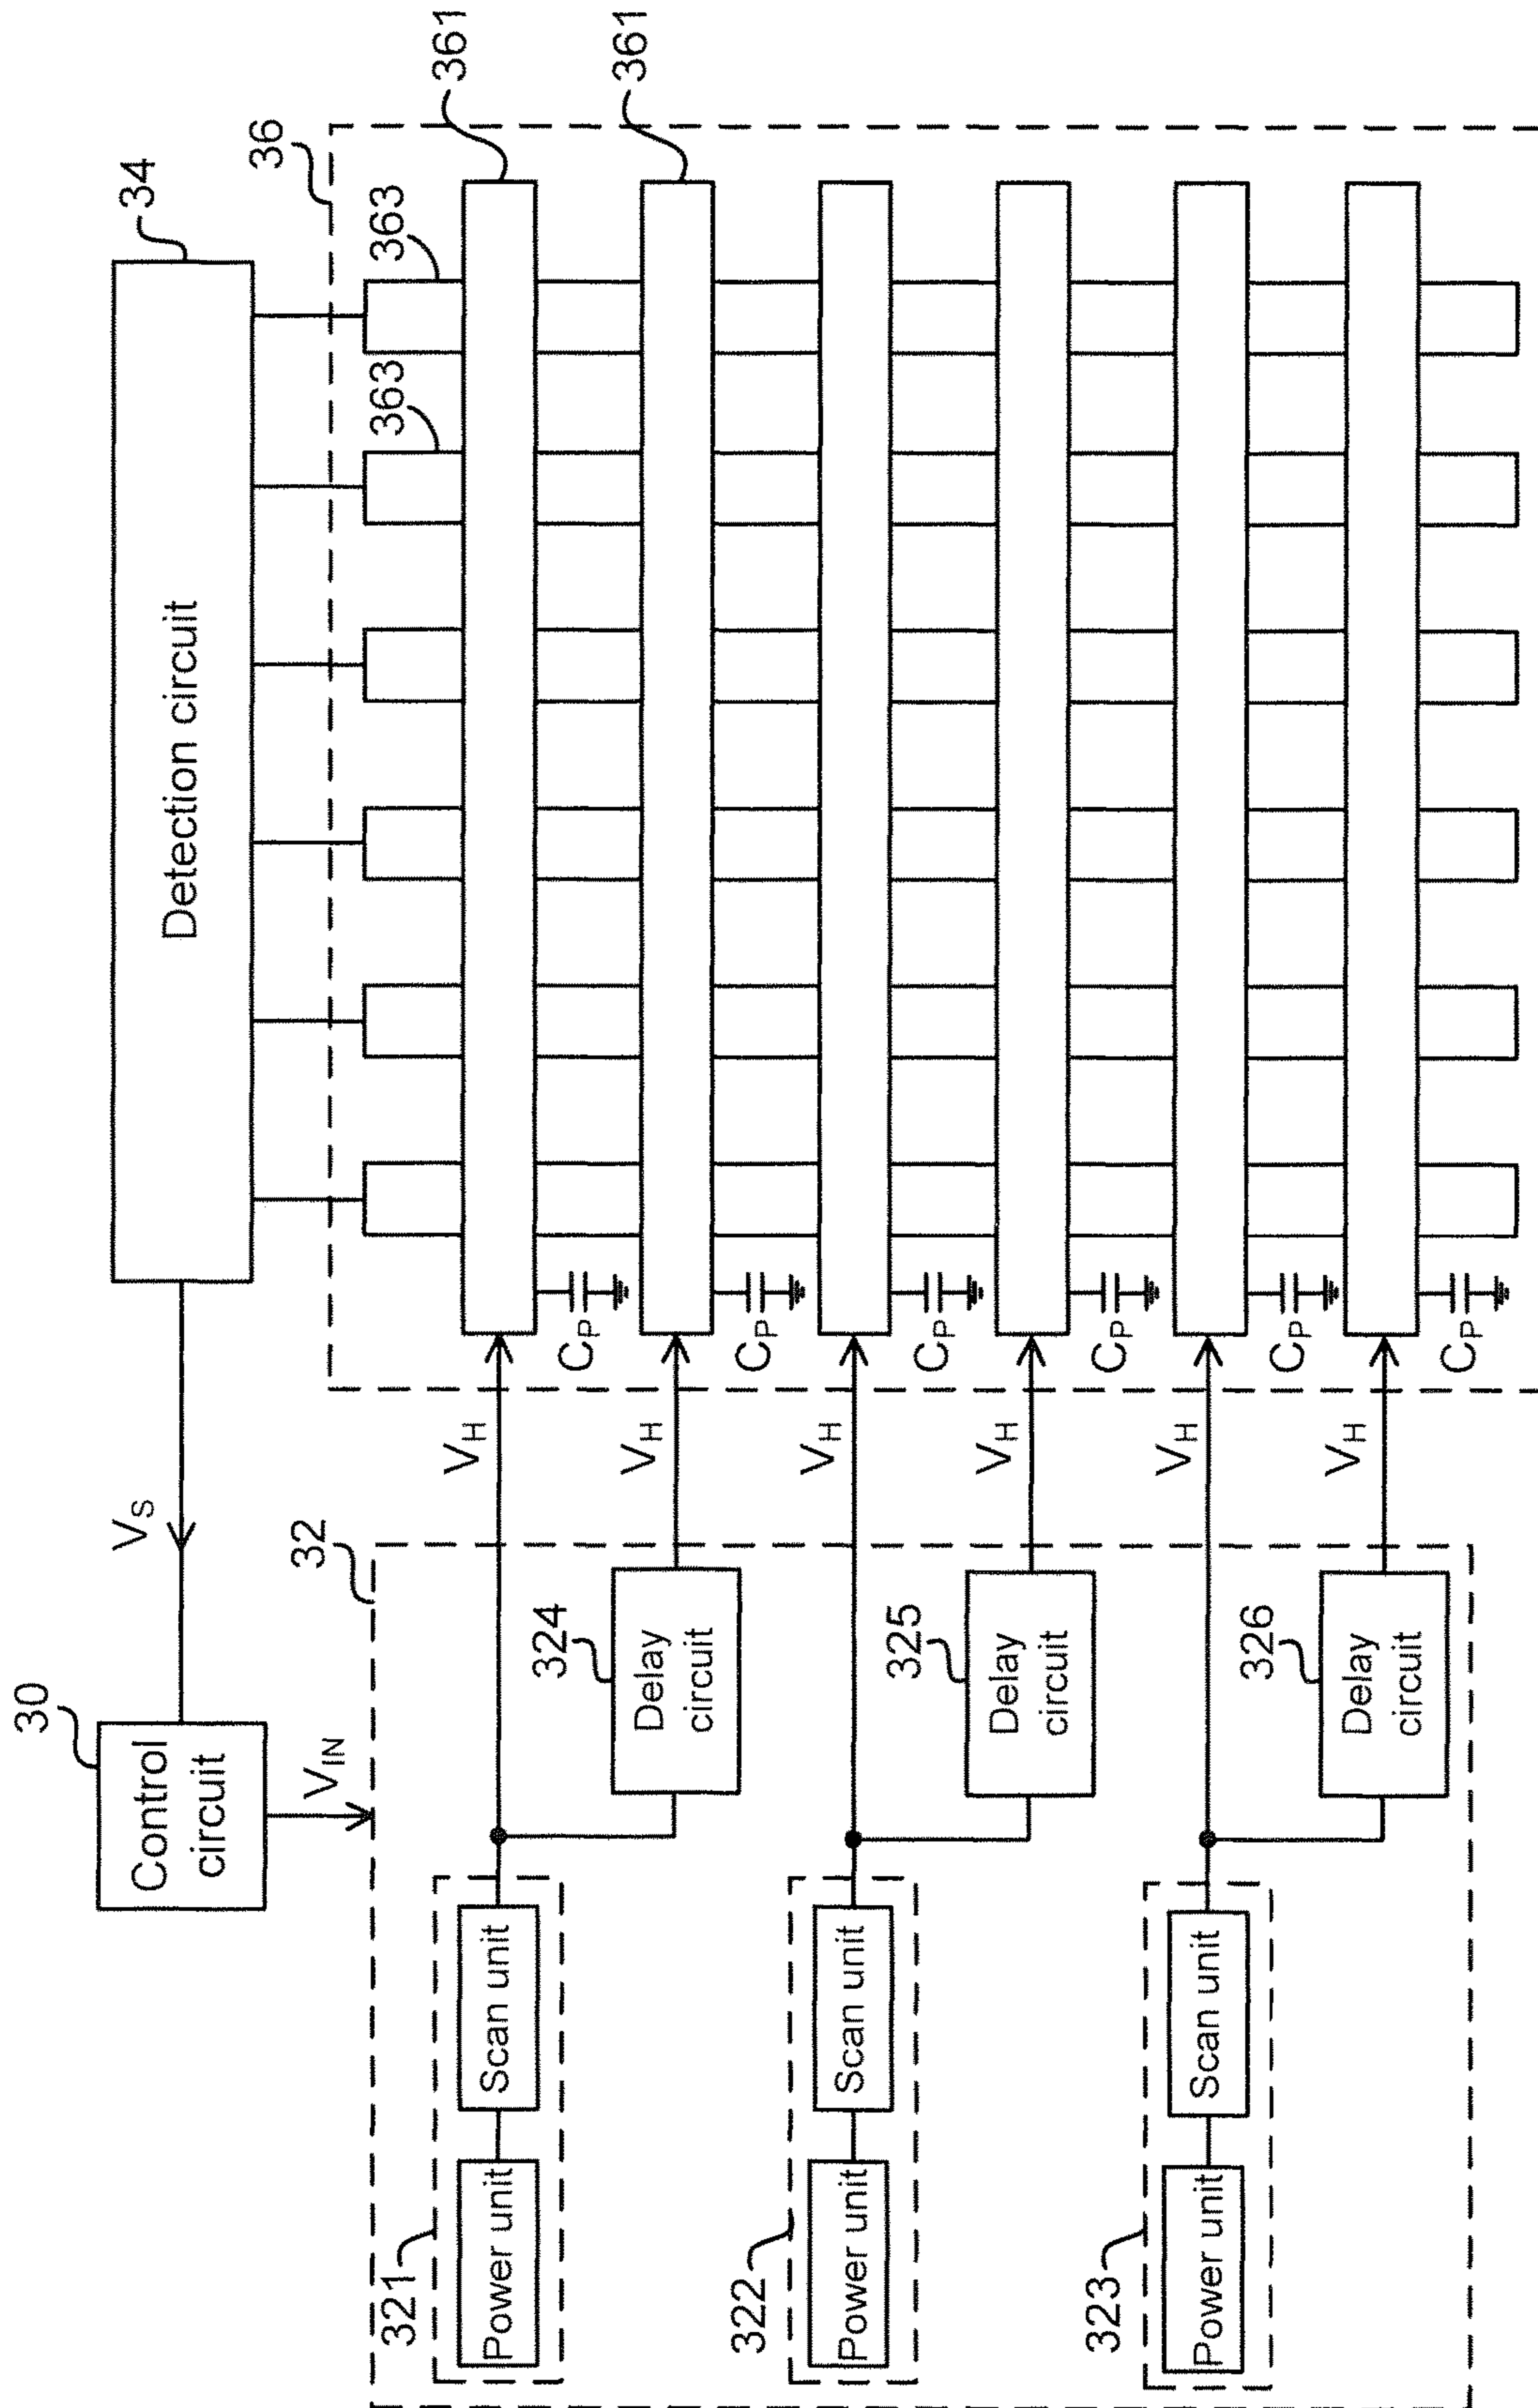 30
Control
circuit
V_IN
V_S
34
Detection circuit
36
32
363
363
361
361
321
Power unit
Scan unit
V_H
C_P
324
Delay
circuit
V_H
C_P
322
Power unit
Scan unit
V_H
C_P
325
Delay
circuit
V_H
C_P
323
Power unit
Scan unit
V_H
C_P
326
Delay
circuit
V_H
C_P